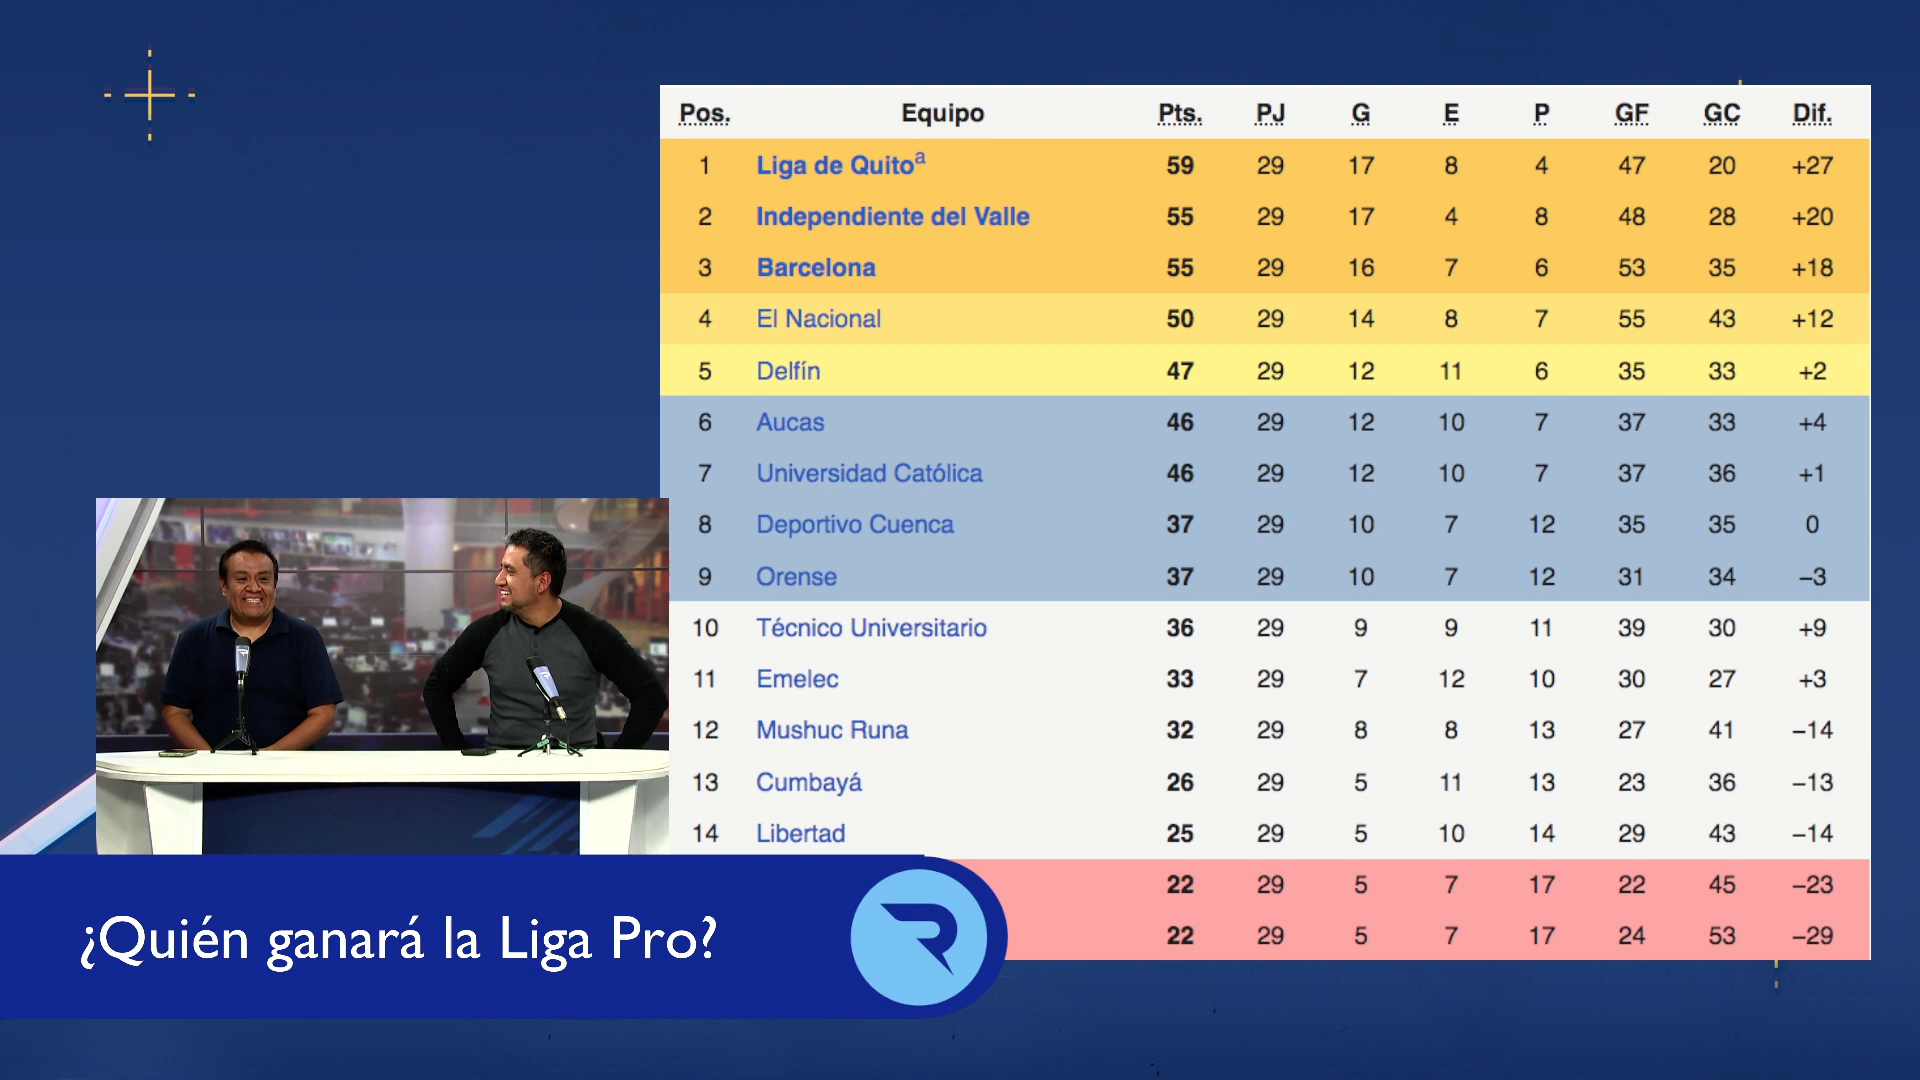 Pos. Equipo Pts. PJ G E P GF GC Dif.
1 Liga de Quitoa 59 29 17 8 4 47 20 +27
2 Independiente del Valle 55 29 17 4 8 48 28 +20
3 Barcelona 55 29 16 7 6 53 35 +18
4 El Nacional 50 29 14 8 7 55 43 +12
5 Delfín 47 29 12 11 6 35 33 +2
6 Aucas 46 29 12 10 7 37 33 +4
7 Universidad Católica 46 29 12 10 7 37 36 +1
8 Deportivo Cuenca 37 29 10 7 12 35 35 0
9 Orense 37 29 10 7 12 31 34 −3
10 Técnico Universitario 36 29 9 9 11 39 30 +9
11 Emelec 33 29 7 12 10 30 27 +3
12 Mushuc Runa 32 29 8 8 13 27 41 −14
13 Cumbayá 26 29 5 11 13 23 36 −13
14 Libertad 25 29 5 10 14 29 43 −14
22 29 5 7 17 22 45 −23
22 29 5 7 17 24 53 −29
¿Quién ganará la Liga Pro?